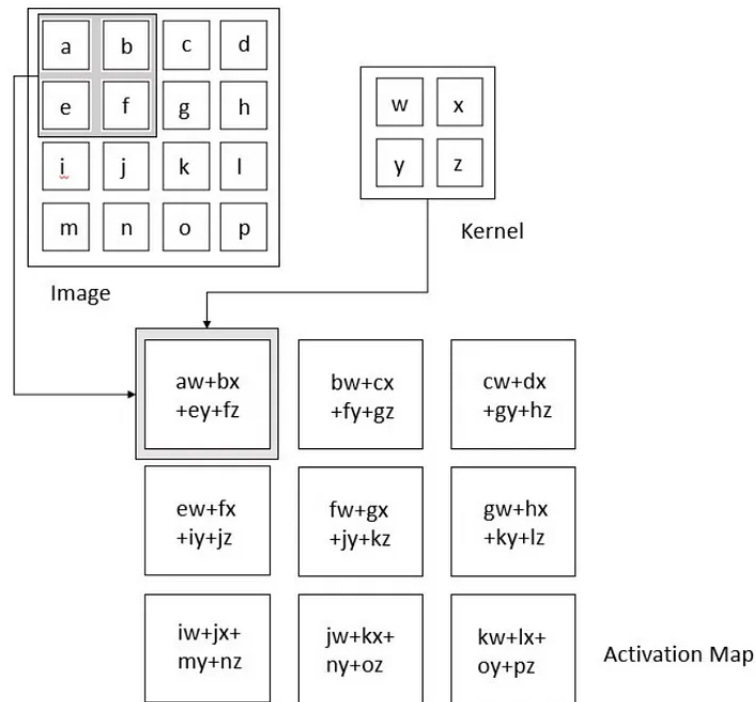 a b c d
e f g h
i j k l
m n o p
Image
w x
y z
Kernel
aw+bx
+ey+fz
bw+cx
+fy+gz
cw+dx
+gy+hz
ew+fx
+iy+jz
fw+gx
+jy+kz
gw+hx
+ky+lz
iw+jx+
my+nz
jw+kx+
ny+oz
kw+lx+
oy+pz
Activation Map